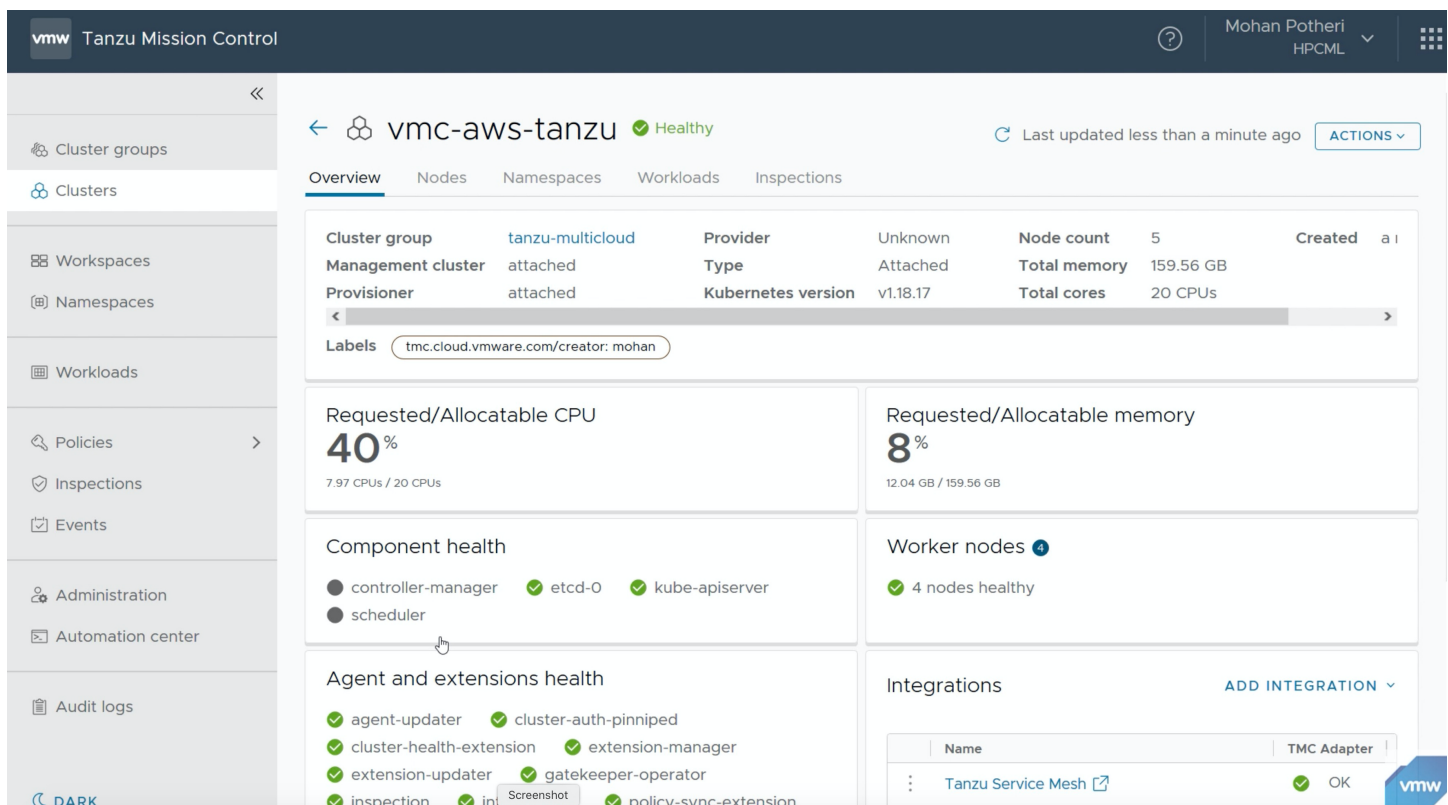 vmw Tanzu Mission Control
Mohan Potheri
HPCML
Cluster groups
Clusters
Workspaces
Namespaces
Workloads
Policies
Inspections
Events
Administration
Automation center
Audit logs
DARK
vmc-aws-tanzu Healthy
Last updated less than a minute ago ACTIONS
Overview Nodes Namespaces Workloads Inspections
Cluster group tanzu-multicloud Provider Unknown Node count 5 Created a
Management cluster attached Type Attached Total memory 159.56 GB
Provisioner attached Kubernetes version v1.18.17 Total cores 20 CPUs
Labels tmc.cloud.vmware.com/creator: mohan
Requested/Allocatable CPU
40%
7.97 CPUs / 20 CPUs
Requested/Allocatable memory
8%
12.04 GB / 159.56 GB
Component health
controller-manager etcd-0 kube-apiserver
scheduler
Worker nodes 4
4 nodes healthy
Agent and extensions health
agent-updater cluster-auth-pinniped
cluster-health-extension extension-manager
extension-updater gatekeeper-operator
inspection policy-sync-extension
Screenshot
Integrations ADD INTEGRATION
Name TMC Adapter
Tanzu Service Mesh OK
vmw